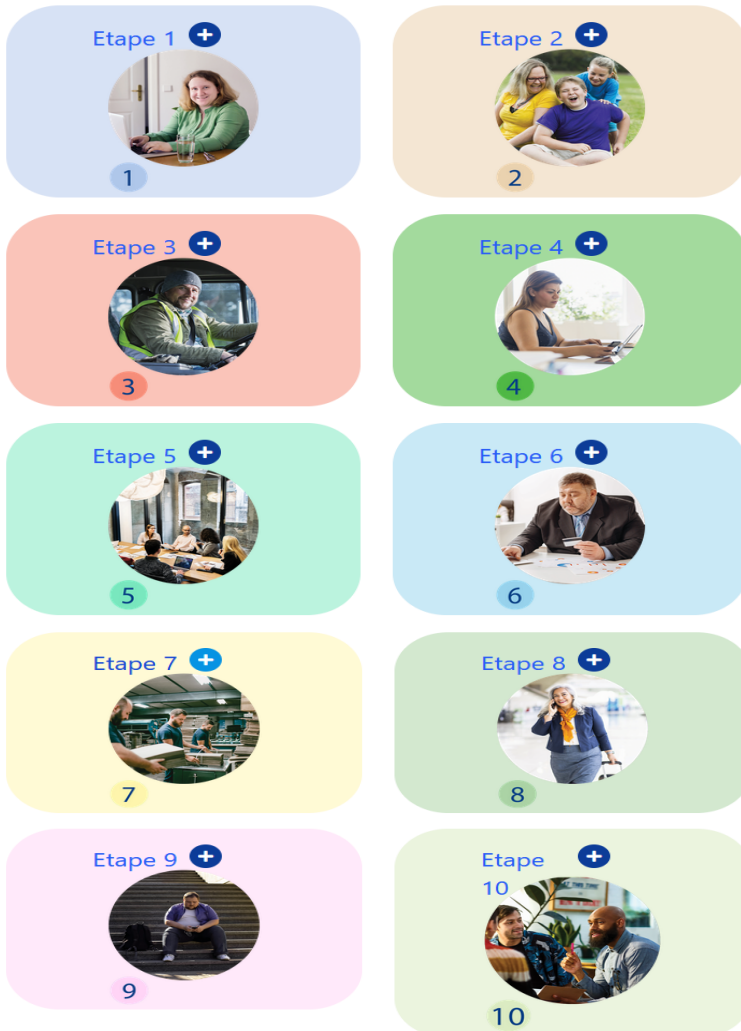 Etape 1 +
1
Etape 2 +
2
Etape 3 +
3
Etape 4 +
4
Etape 5 +
5
Etape 6 +
6
Etape 7 +
7
Etape 8 +
8
Etape 9 +
9
Etape +
10
10